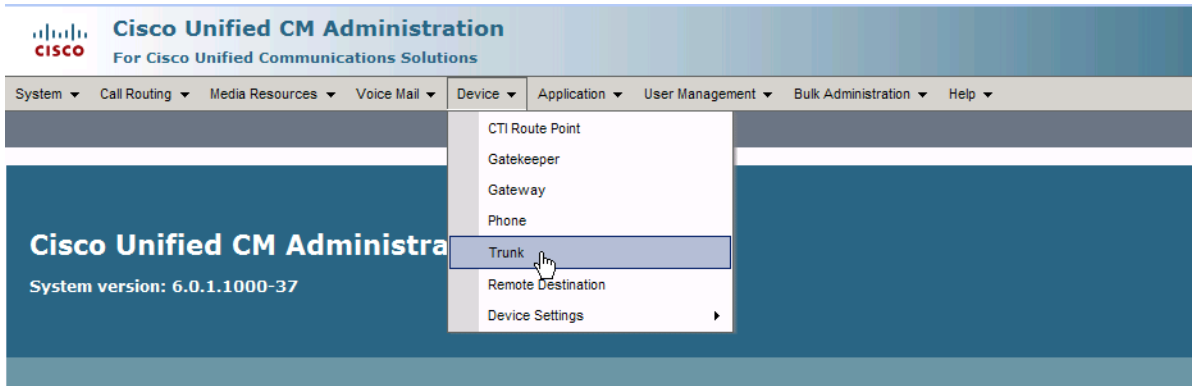 CISCO
Cisco Unified CM Administration
For Cisco Unified Communications Solutions
System Call Routing Media Resources Voice Mail Device Application User Management Bulk Administration Help
CTI Route Point
Gatekeeper
Gateway
Phone
Trunk
Remote Destination
Device Settings
Cisco Unified CM Administra
System version: 6.0.1.1000-37